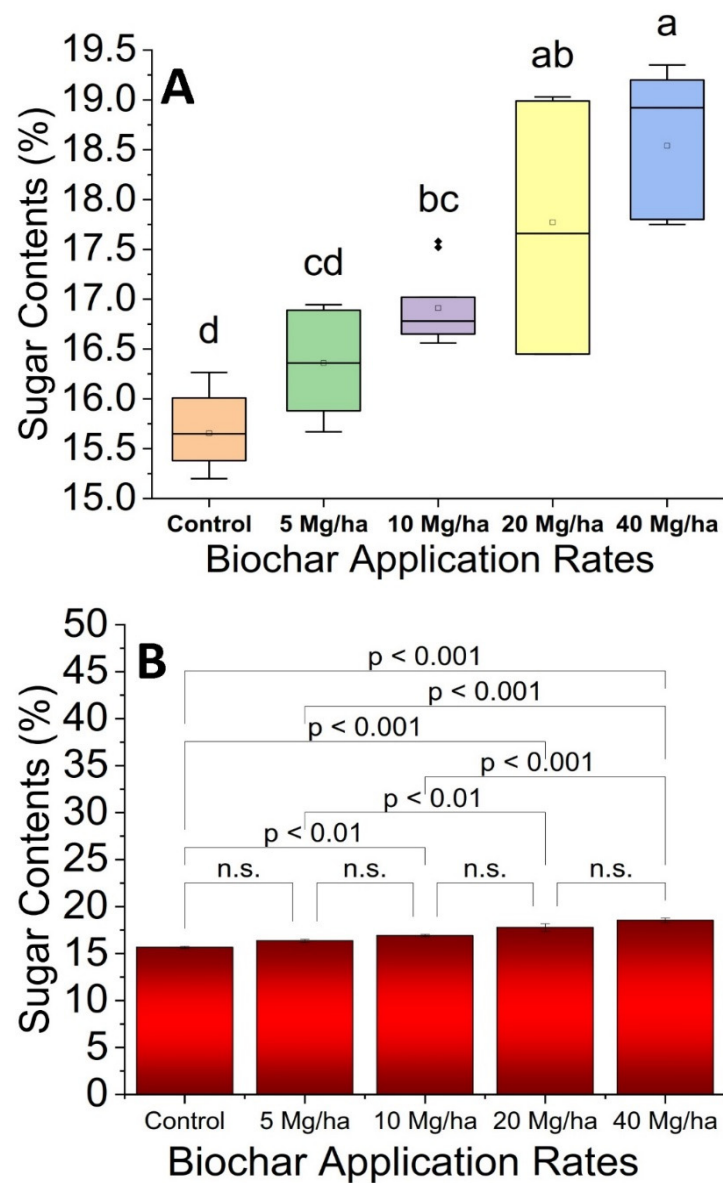 A
Sugar Contents (%)
19.5
19.0
18.5
18.0
17.5
17.0
16.5
16.0
15.5
15.0
d
cd
bc
ab
a
Control 5 Mg/ha 10 Mg/ha 20 Mg/ha 40 Mg/ha
Biochar Application Rates
B
Sugar Contents (%)
50
45
40
35
30
25
20
15
10
5
0
p < 0.001
p < 0.001
p < 0.001
p < 0.001
p < 0.01
p < 0.01
n.s. n.s. n.s. n.s.
Control 5 Mg/ha 10 Mg/ha 20 Mg/ha 40 Mg/ha
Biochar Application Rates